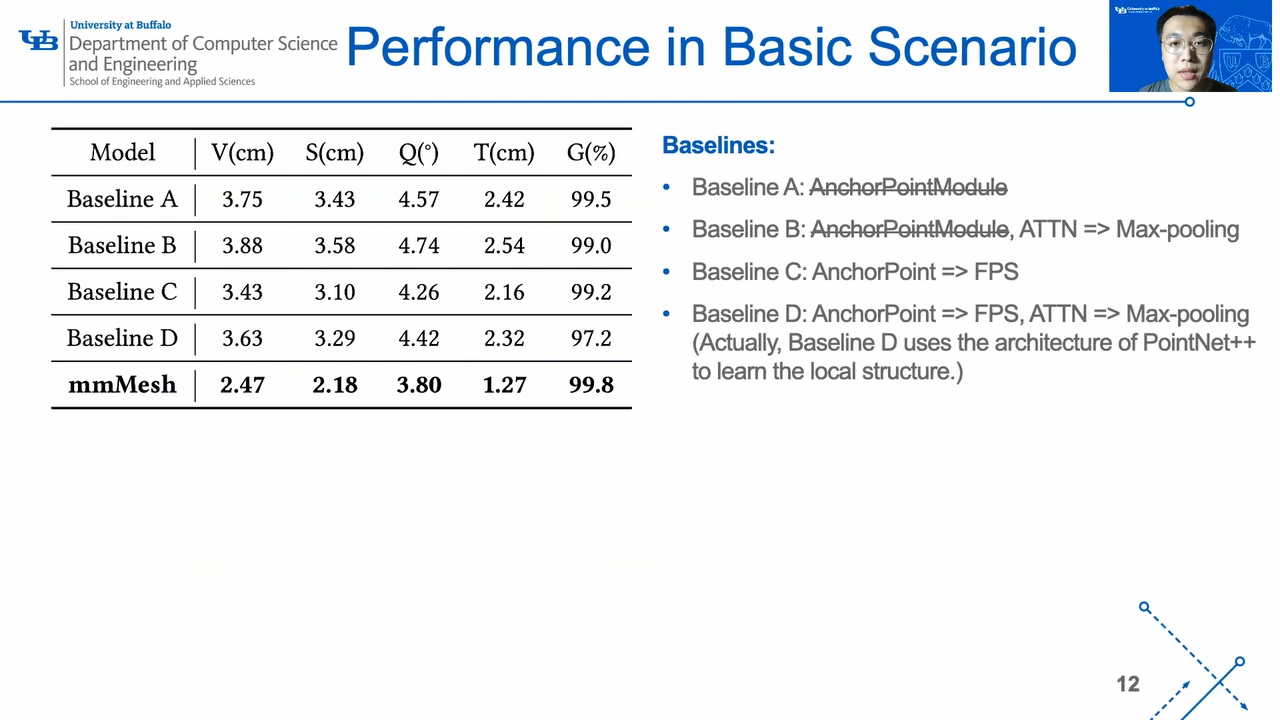 University at Buffalo
Department of Computer Science
and Engineering
School of Engineering and Applied Sciences
Performance in Basic Scenario
Model V(cm) S(cm) Q(°) T(cm) G(%)
Baseline A 3.75 3.43 4.57 2.42 99.5
Baseline B 3.88 3.58 4.74 2.54 99.0
Baseline C 3.43 3.10 4.26 2.16 99.2
Baseline D 3.63 3.29 4.42 2.32 97.2
mmMesh 2.47 2.18 3.80 1.27 99.8
Baselines:
• Baseline A: AnchorPointModule
• Baseline B: AnchorPointModule, ATTN => Max-pooling
• Baseline C: AnchorPoint => FPS
• Baseline D: AnchorPoint => FPS, ATTN => Max-pooling
(Actually, Baseline D uses the architecture of PointNet++
to learn the local structure.)
12